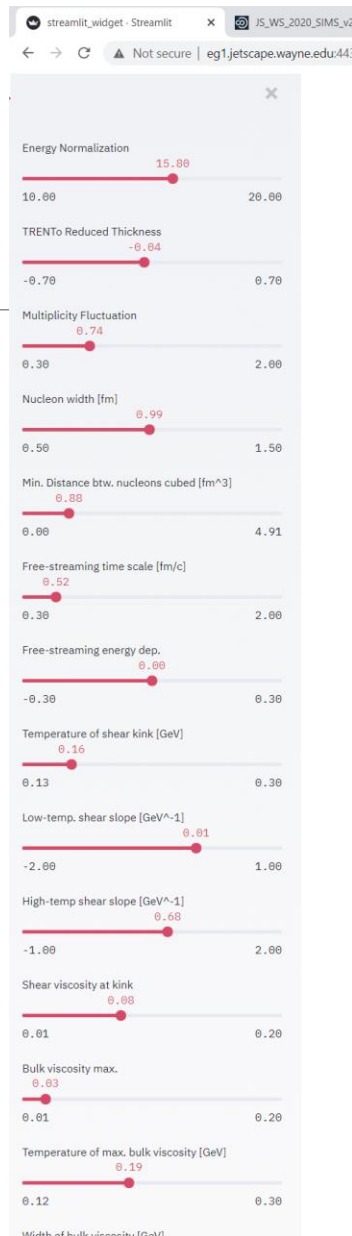 streamlit_widget · Streamlit
JS_WS_2020_SIMS_v2
Not secure | eg1.jetscape.wayne.edu:443
Energy Normalization
15.80
10.00 20.00
TRENTo Reduced Thickness
-0.04
-0.70 0.70
Multiplicity Fluctuation
0.74
0.30 2.00
Nucleon width [fm]
0.99
0.50 1.50
Min. Distance btw. nucleons cubed [fm^3]
0.88
0.00 4.91
Free-streaming time scale [fm/c]
0.52
0.30 2.00
Free-streaming energy dep.
0.00
-0.30 0.30
Temperature of shear kink [GeV]
0.16
0.13 0.30
Low-temp. shear slope [GeV^-1]
0.01
-2.00 1.00
High-temp shear slope [GeV^-1]
0.68
-1.00 2.00
Shear viscosity at kink
0.08
0.01 0.20
Bulk viscosity max.
0.03
0.01 0.20
Temperature of max. bulk viscosity [GeV]
0.19
0.12 0.30
Width of bulk viscosity [GeV]